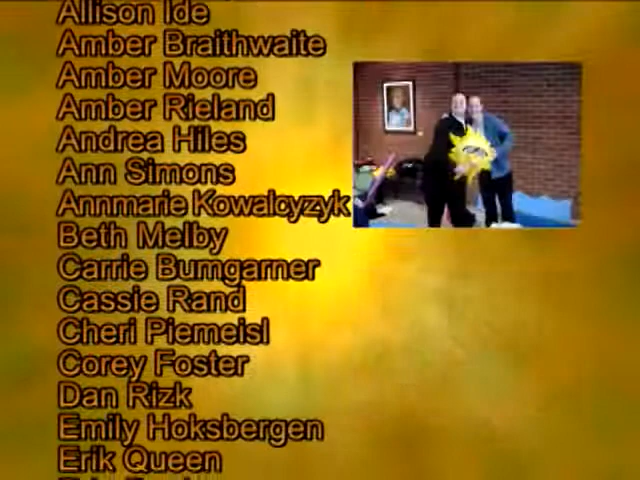 Allison Ide
Amber Braithwaite
Amber Moore
Amber Rieland
Andrea Hiles
Ann Simons
Annmarie Kowalcyzyk
Beth Melby
Carrie Bumgarner
Cassie Rand
Cheri Piemeisl
Corey Foster
Dan Rizk
Emily Hoksbergen
Erik Queen